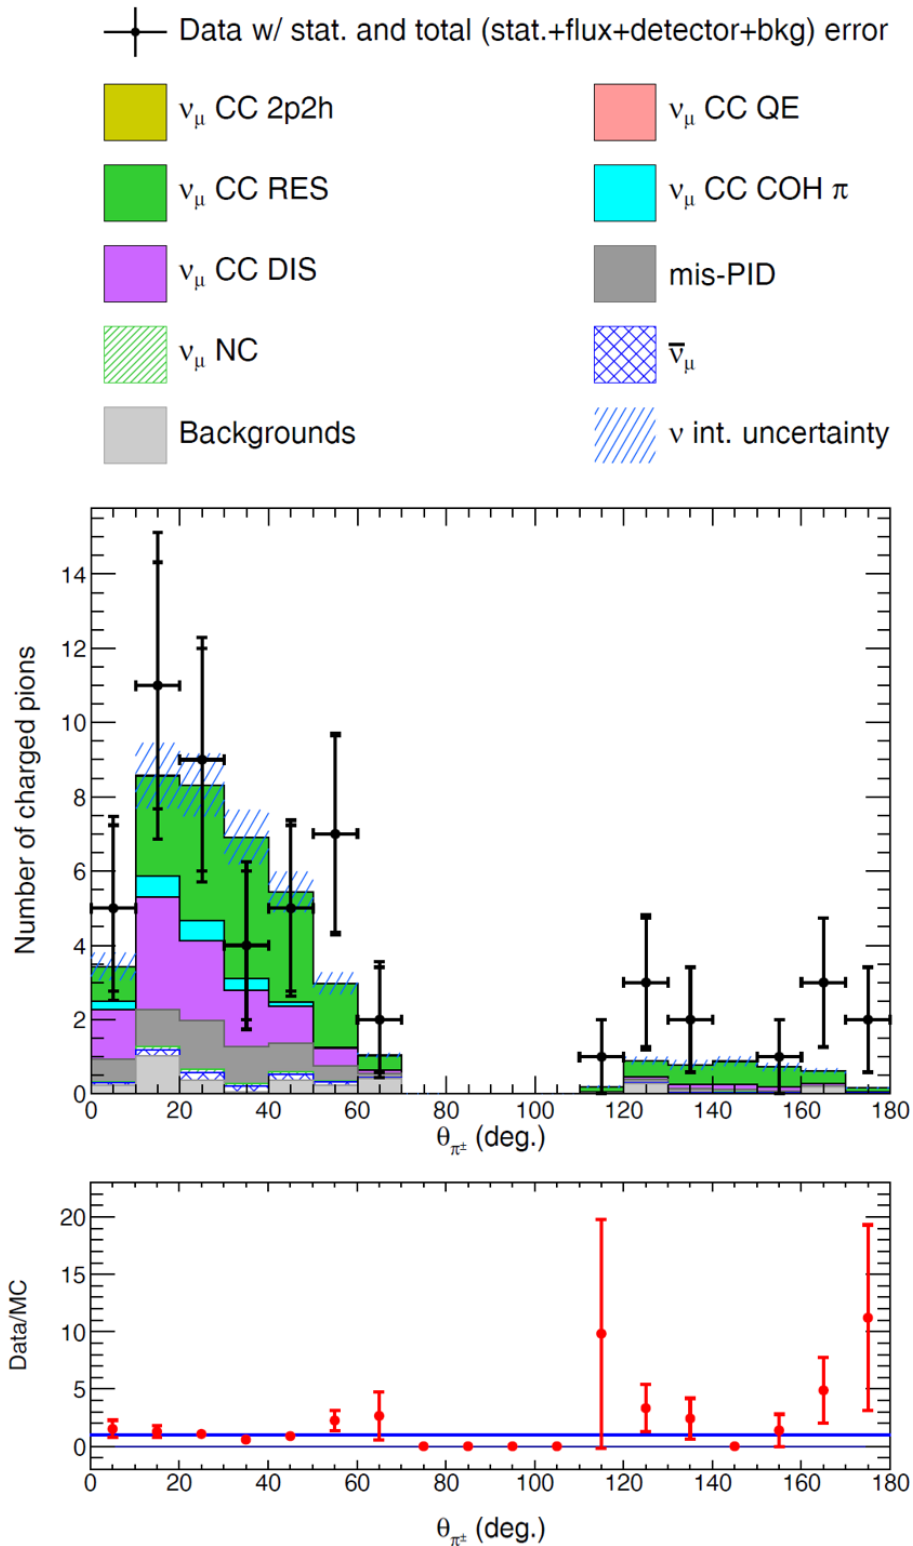 Data w/ stat. and total (stat.+flux+detector+bkg) error
νμ CC 2p2h
νμ CC QE
νμ CC RES
νμ CC COH π
νμ CC DIS
mis-PID
νμ NC
ν̅μ
Backgrounds
ν int. uncertainty
Number of charged pions
14
12
10
8
6
4
2
0
0 20 40 60 80 100 120 140 160 180
θπ± (deg.)
Data/MC
20
15
10
5
0
0 20 40 60 80 100 120 140 160 180
θπ± (deg.)